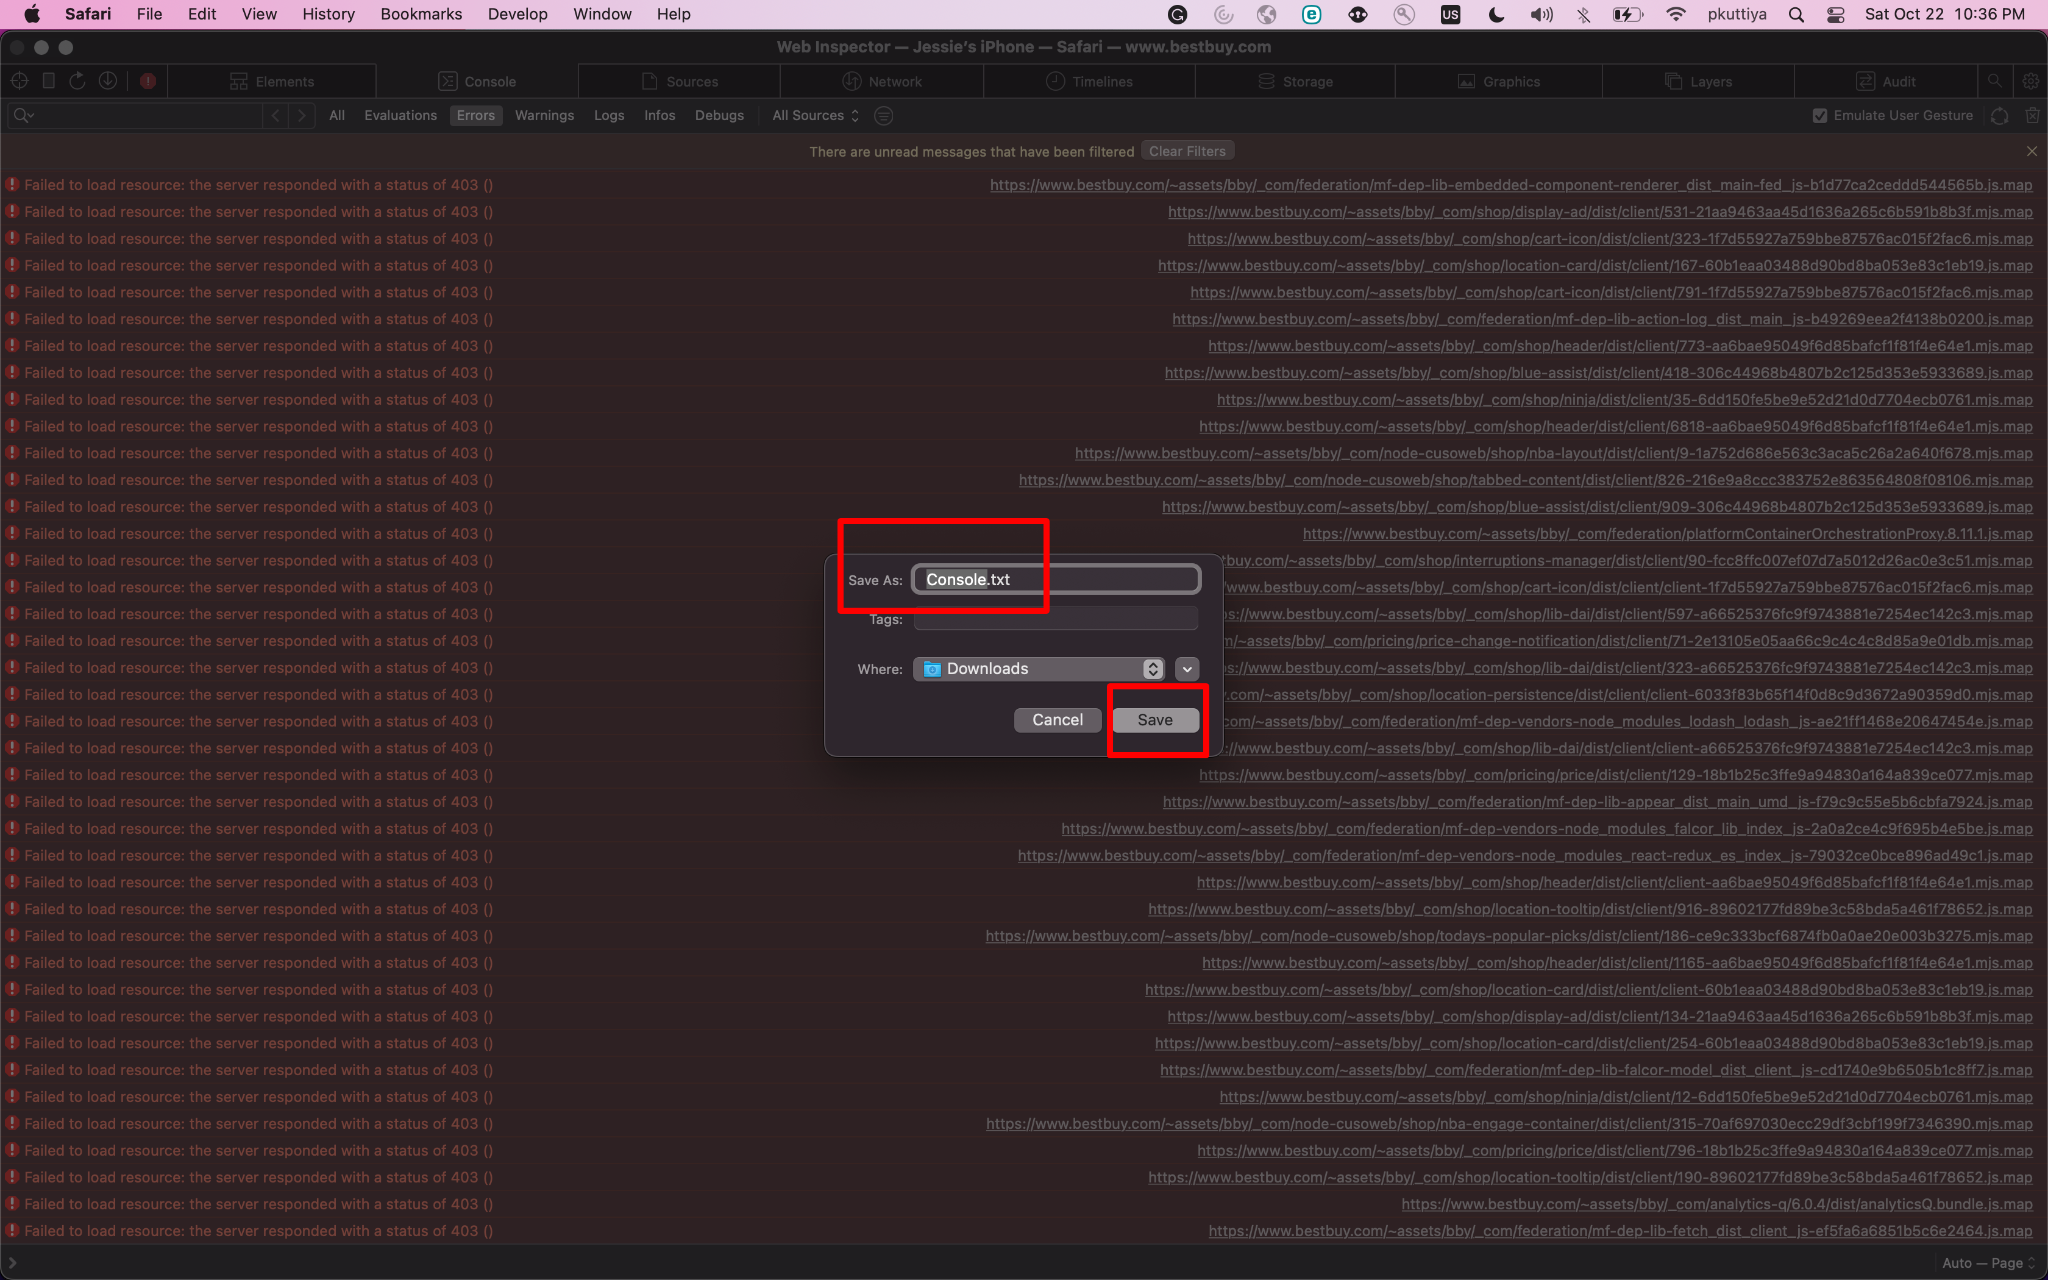 Safari File Edit View History Bookmarks Develop Window Help US pkuttiya Sat Oct 22 10:36 PM
Web Inspector — Jessie's iPhone — Safari — www.bestbuy.com
Elements Console Sources Network Timelines Storage Graphics Layers Audit
All Evaluations Errors Warnings Logs Infos Debugs All Sources Emulate User Gesture
There are unread messages that have been filtered Clear Filters
Failed to load resource: the server responded with a status of 403 () https://www.bestbuy.com/~assets/bby/_com/federation/mf-dep-lib-embedded-component-renderer_dist_main-fed_js-b1d77ca2ceddd544565b.js.map
Failed to load resource: the server responded with a status of 403 () https://www.bestbuy.com/~assets/bby/_com/shop/display-ad/dist/client/531-21aa9463aa45d1636a265c6b591b8b3f.mjs.map
Failed to load resource: the server responded with a status of 403 () https://www.bestbuy.com/~assets/bby/_com/shop/cart-icon/dist/client/323-1f7d55927a759bbe87576ac015f2fac6.mjs.map
Failed to load resource: the server responded with a status of 403 () https://www.bestbuy.com/~assets/bby/_com/shop/location-card/dist/client/167-60b1eaa03488d90bd8ba053e83c1eb19.js.map
Failed to load resource: the server responded with a status of 403 () https://www.bestbuy.com/~assets/bby/_com/shop/cart-icon/dist/client/791-1f7d55927a759bbe87576ac015f2fac6.mjs.map
Failed to load resource: the server responded with a status of 403 () https://www.bestbuy.com/~assets/bby/_com/federation/mf-dep-lib-action-log_dist_main_js-b49269eea2f4138b0200.js.map
Failed to load resource: the server responded with a status of 403 () https://www.bestbuy.com/~assets/bby/_com/shop/header/dist/client/773-aa6bae95049f6d85bafcf1f81f4e64e1.mjs.map
Failed to load resource: the server responded with a status of 403 () https://www.bestbuy.com/~assets/bby/_com/shop/blue-assist/dist/client/418-306c44968b4807b2c125d353e5933689.js.map
Failed to load resource: the server responded with a status of 403 () https://www.bestbuy.com/~assets/bby/_com/shop/ninja/dist/client/35-6dd150fe5be9e52d21d0d7704ecb0761.mjs.map
Failed to load resource: the server responded with a status of 403 () https://www.bestbuy.com/~assets/bby/_com/shop/header/dist/client/6818-aa6bae95049f6d85bafcf1f81f4e64e1.mjs.map
Failed to load resource: the server responded with a status of 403 () https://www.bestbuy.com/~assets/bby/_com/node-cusoweb/shop/nba-layout/dist/client/9-1a752d686e563c3aca5c26a2a640f678.mjs.map
Failed to load resource: the server responded with a status of 403 () https://www.bestbuy.com/~assets/bby/_com/node-cusoweb/shop/tabbed-content/dist/client/826-216e9a8ccc383752e863564808f08106.mjs.map
Failed to load resource: the server responded with a status of 403 () https://www.bestbuy.com/~assets/bby/_com/shop/blue-assist/dist/client/909-306c44968b4807b2c125d353e5933689.mjs.map
Failed to load resource: the server responded with a status of 403 () https://www.bestbuy.com/~assets/bby/_com/federation/platformContainerOrchestrationProxy.8.11.1.js.map
Failed to load resource: the server responded with a status of 403 () tbuy.com/~assets/bby/_com/shop/interruptions-manager/dist/client/90-fcc8ffc007ef07d7a5012d26ac0e3c51.mjs.map
Save As: Console.txt
Failed to load resource: the server responded with a status of 403 () www.bestbuy.com/~assets/bby/_com/shop/cart-icon/dist/client/client-1f7d55927a759bbe87576ac015f2fac6.mjs.map
Failed to load resource: the server responded with a status of 403 () s://www.bestbuy.com/~assets/bby/_com/shop/lib-dai/dist/client/597-a66525376fc9f9743881e7254ec142c3.mjs.map
Tags:
Failed to load resource: the server responded with a status of 403 () m/~assets/bby/_com/pricing/price-change-notification/dist/client/71-2e13105e05aa66c9c4c4c8d85a9e01db.mjs.map
Failed to load resource: the server responded with a status of 403 () s://www.bestbuy.com/~assets/bby/_com/shop/lib-dai/dist/client/323-a66525376fc9f9743881e7254ec142c3.mjs.map
Where: Downloads
Failed to load resource: the server responded with a status of 403 () y.com/~assets/bby/_com/shop/location-persistence/dist/client/client-6033f83b65f14f0d8c9d3672a90359d0.mjs.map
Failed to load resource: the server responded with a status of 403 () com/~assets/bby/_com/federation/mf-dep-vendors-node_modules_lodash_lodash_js-ae21ff1468e20647454e.js.map
Cancel Save
Failed to load resource: the server responded with a status of 403 () ://www.bestbuy.com/~assets/bby/_com/shop/lib-dai/dist/client/client-a66525376fc9f9743881e7254ec142c3.mjs.map
Failed to load resource: the server responded with a status of 403 () https://www.bestbuy.com/~assets/bby/_com/pricing/price/dist/client/129-18b1b25c3ffe9a94830a164a839ce077.mjs.map
Failed to load resource: the server responded with a status of 403 () https://www.bestbuy.com/~assets/bby/_com/federation/mf-dep-lib-appear_dist_main_umd_js-f79c9c55e5b6cbfa7924.js.map
Failed to load resource: the server responded with a status of 403 () https://www.bestbuy.com/~assets/bby/_com/federation/mf-dep-vendors-node_modules_falcor_lib_index_js-2a0a2ce4c9f695b4e5be.js.map
Failed to load resource: the server responded with a status of 403 () https://www.bestbuy.com/~assets/bby/_com/federation/mf-dep-vendors-node_modules_react-redux_es_index_js-79032ce0bce896ad49c1.js.map
Failed to load resource: the server responded with a status of 403 () https://www.bestbuy.com/~assets/bby/_com/shop/header/dist/client/client-aa6bae95049f6d85bafcf1f81f4e64e1.mjs.map
Failed to load resource: the server responded with a status of 403 () https://www.bestbuy.com/~assets/bby/_com/shop/location-tooltip/dist/client/916-89602177fd89be3c58bda5a461f78652.js.map
Failed to load resource: the server responded with a status of 403 () https://www.bestbuy.com/~assets/bby/_com/node-cusoweb/shop/todays-popular-picks/dist/client/186-ce9c333bcf6874fb0a0ae20e003b3275.mjs.map
Failed to load resource: the server responded with a status of 403 () https://www.bestbuy.com/~assets/bby/_com/shop/header/dist/client/1165-aa6bae95049f6d85bafcf1f81f4e64e1.mjs.map
Failed to load resource: the server responded with a status of 403 () https://www.bestbuy.com/~assets/bby/_com/shop/location-card/dist/client/client-60b1eaa03488d90bd8ba053e83c1eb19.js.map
Failed to load resource: the server responded with a status of 403 () https://www.bestbuy.com/~assets/bby/_com/shop/display-ad/dist/client/134-21aa9463aa45d1636a265c6b591b8b3f.mjs.map
Failed to load resource: the server responded with a status of 403 () https://www.bestbuy.com/~assets/bby/_com/shop/location-card/dist/client/254-60b1eaa03488d90bd8ba053e83c1eb19.js.map
Failed to load resource: the server responded with a status of 403 () https://www.bestbuy.com/~assets/bby/_com/federation/mf-dep-lib-falcor-model_dist_client_js-cd1740e9b6505b1c8ff7.js.map
Failed to load resource: the server responded with a status of 403 () https://www.bestbuy.com/~assets/bby/_com/shop/ninja/dist/client/12-6dd150fe5be9e52d21d0d7704ecb0761.mjs.map
Failed to load resource: the server responded with a status of 403 () https://www.bestbuy.com/~assets/bby/_com/node-cusoweb/shop/nba-engage-container/dist/client/315-70af697030ecc29df3cbf199f7346390.mjs.map
Failed to load resource: the server responded with a status of 403 () https://www.bestbuy.com/~assets/bby/_com/pricing/price/dist/client/796-18b1b25c3ffe9a94830a164a839ce077.mjs.map
Failed to load resource: the server responded with a status of 403 () https://www.bestbuy.com/~assets/bby/_com/shop/location-tooltip/dist/client/190-89602177fd89be3c58bda5a461f78652.js.map
Failed to load resource: the server responded with a status of 403 () https://www.bestbuy.com/~assets/bby/_com/analytics-q/6.0.4/dist/analyticsQ.bundle.js.map
Failed to load resource: the server responded with a status of 403 () https://www.bestbuy.com/~assets/bby/_com/federation/mf-dep-lib-fetch_dist_client_js-ef5fa6a6851b5c6e2464.js.map
Auto — Page